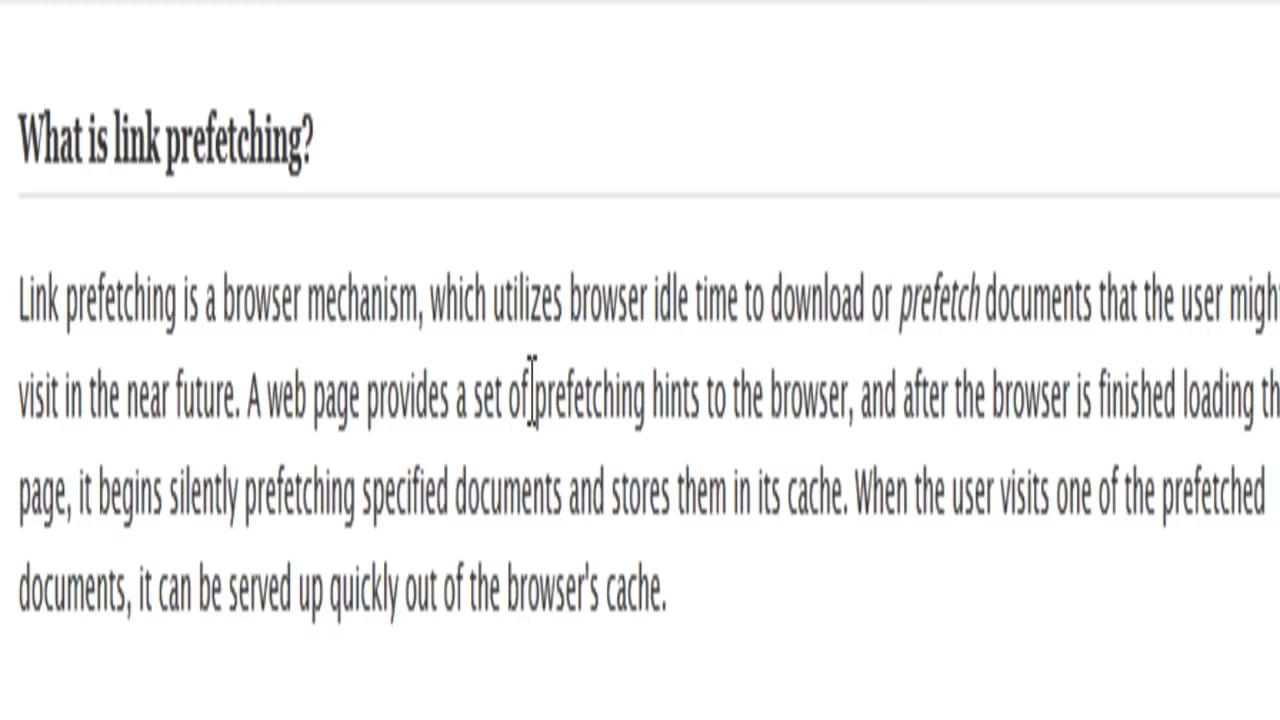 What is link prefetching?
Link prefetching is a browser mechanism, which utilizes browser idle time to download or prefetch documents that the user
visit in the near future. A web page provides a set of prefetching hints to the browser, and after the browser is finished loading
page, it begins silently prefetching specified documents and stores them in its cache. When the user visits one of the prefetched
documents, it can be served up quickly out of the browser's cache.